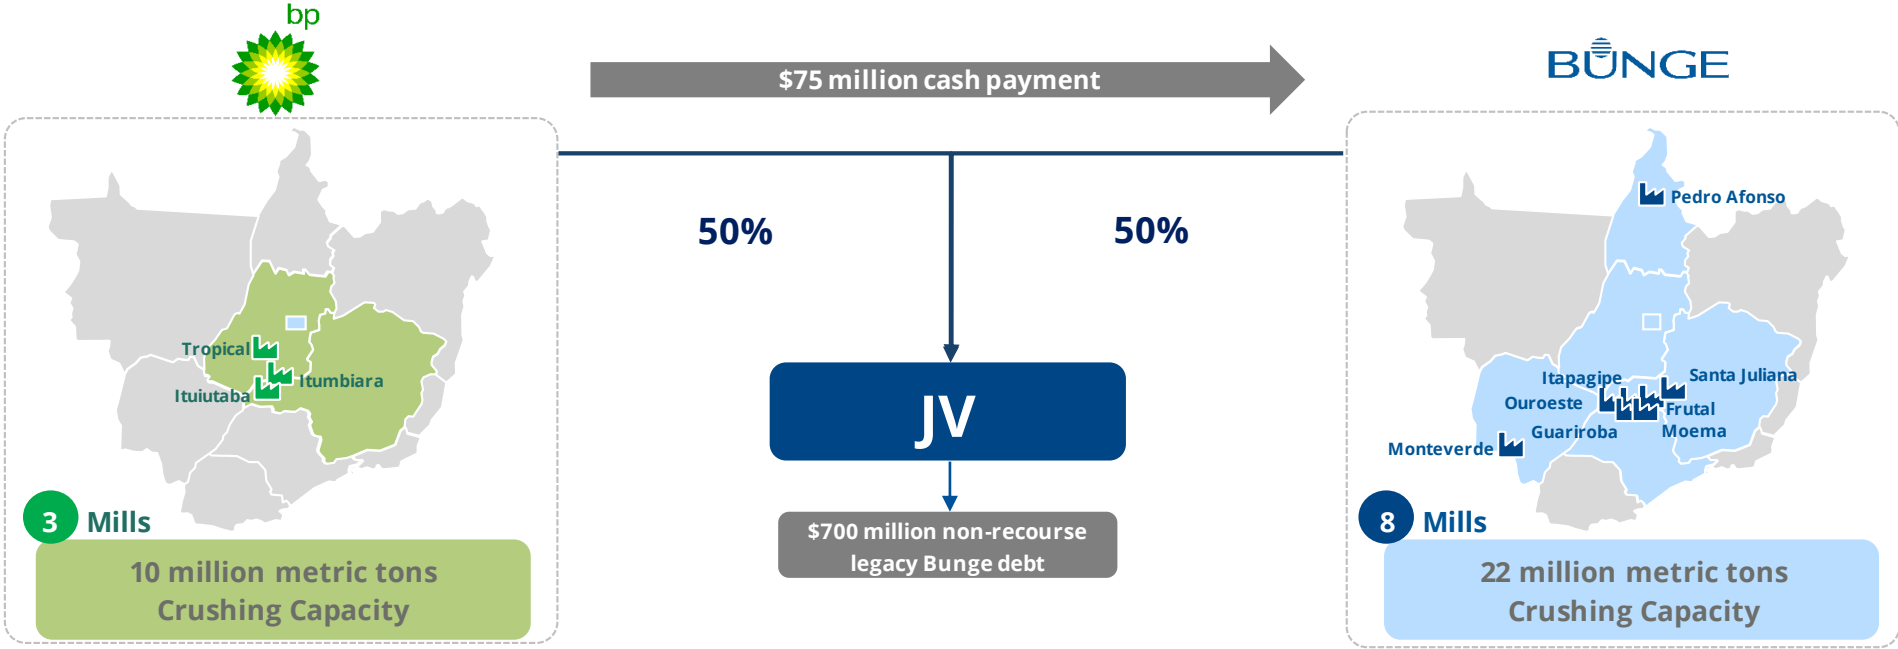 bp
$75 million cash payment
BUNGE
50%
50%
JV
$700 million non-recourse
legacy Bunge debt
Tropical
Itumbiara
Ituiutaba
3 Mills
10 million metric tons
Crushing Capacity
Pedro Afonso
Itapagipe
Santa Juliana
Ouroeste
Frutal
Guariroba
Moema
Monteverde
8 Mills
22 million metric tons
Crushing Capacity